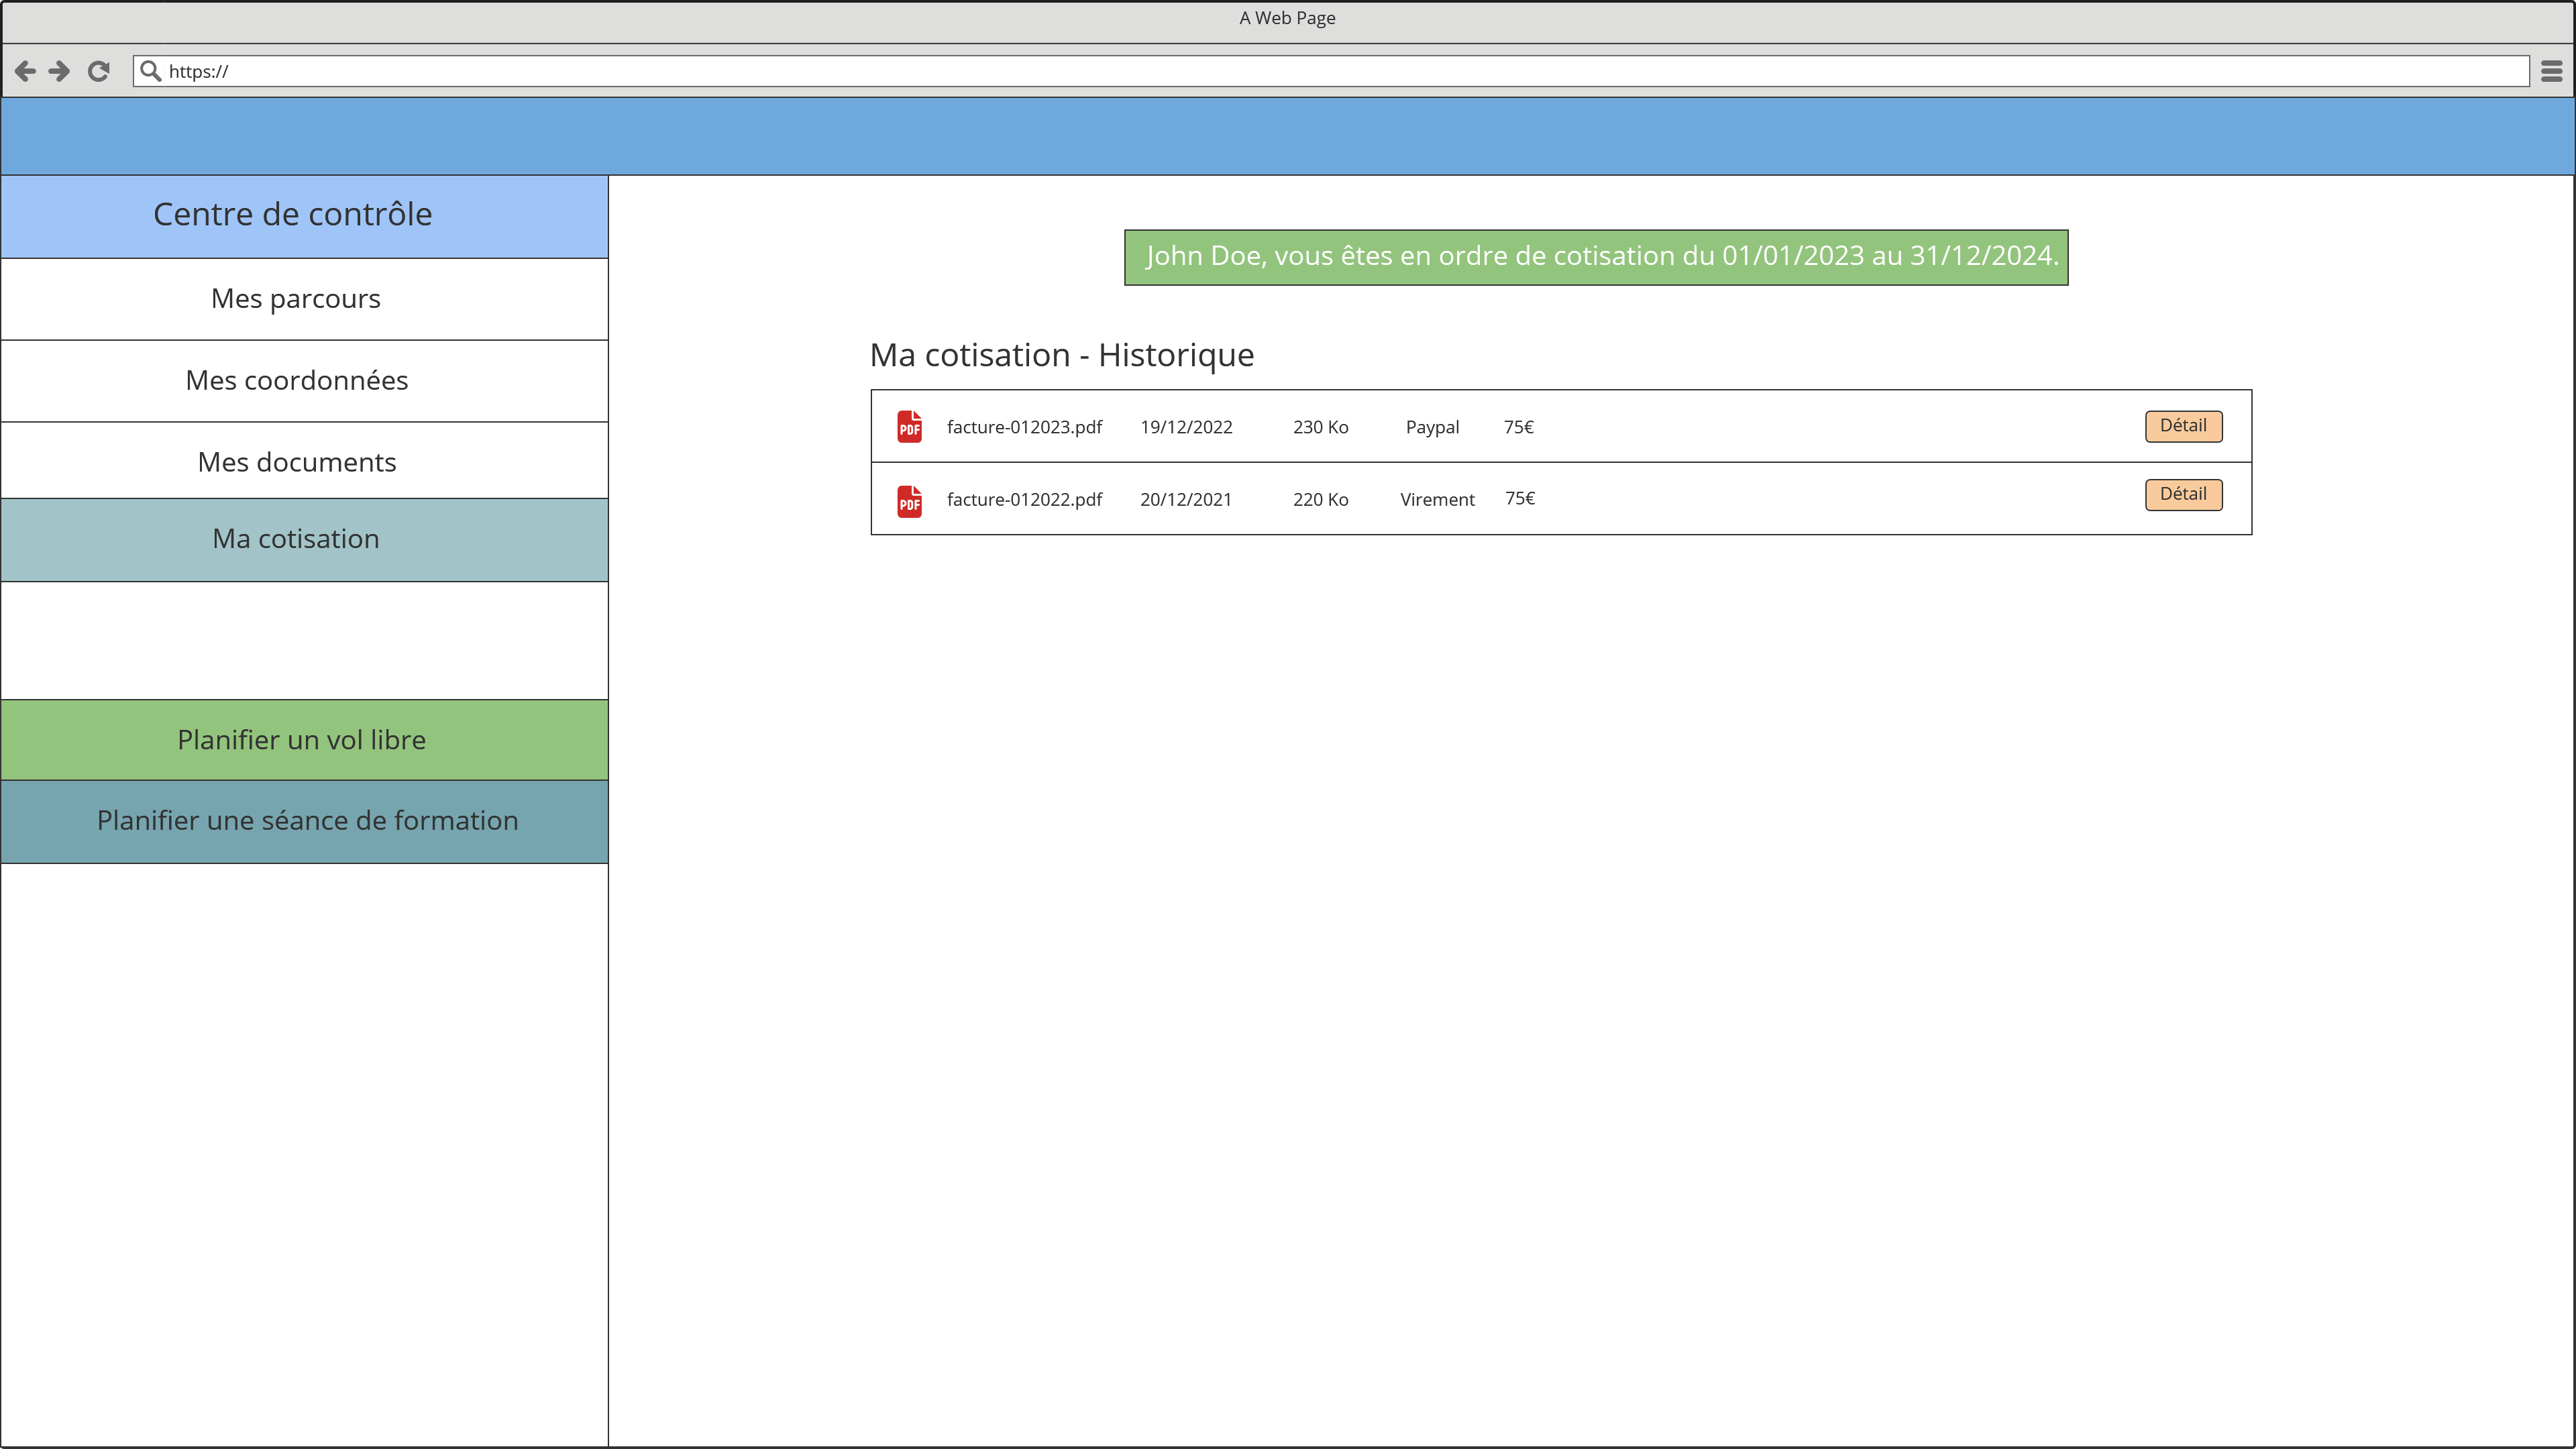 A Web Page
https://
Centre de contrôle
Mes parcours
Mes coordonnées
Mes documents
Ma cotisation
Planifier un vol libre
Planifier une séance de formation
John Doe, vous êtes en ordre de cotisation du 01/01/2023 au 31/12/2024.
Ma cotisation - Historique
PDF facture-012023.pdf 19/12/2022 230 Ko Paypal 75€ Détail
PDF facture-012022.pdf 20/12/2021 220 Ko Virement 75€ Détail